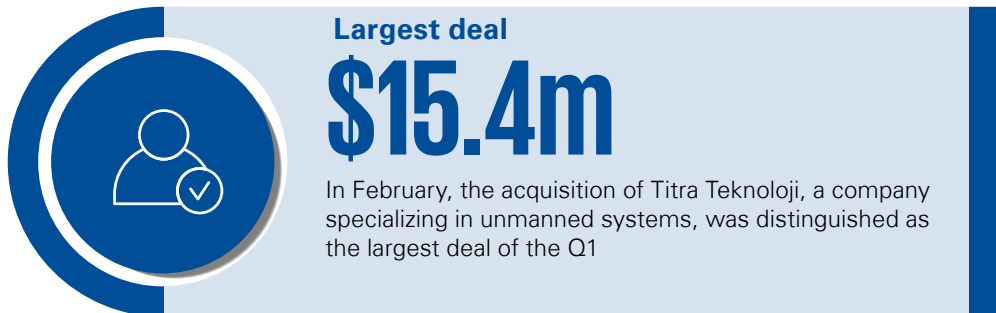 Largest deal
$15.4m
In February, the acquisition of Titra Teknoloji, a company
specializing in unmanned systems, was distinguished as
the largest deal of the Q1